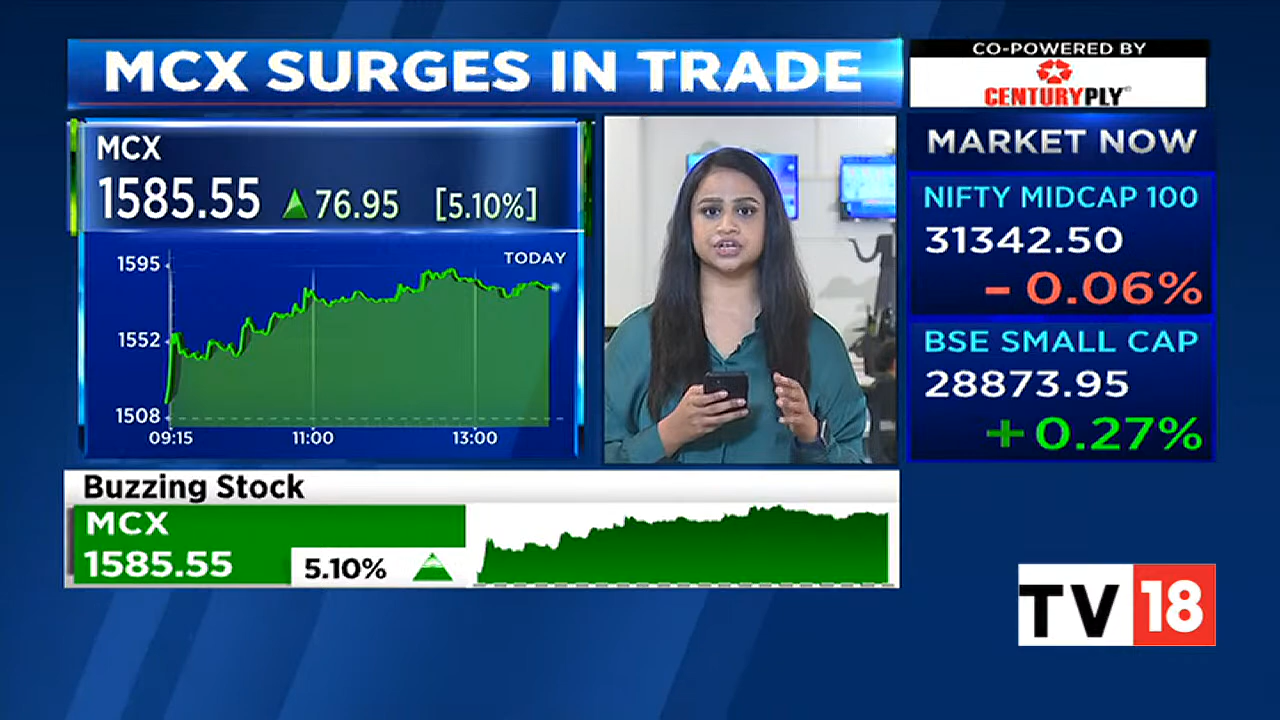 MCX SURGES IN TRADE
CO-POWERED BY
CENTURYPLY
MCX
1585.55 ▲ 76.95 [5.10%]
TODAY
1595
1552
1508
09:15 11:00 13:00
MARKET NOW
NIFTY MIDCAP 100
31342.50
- 0.06%
BSE SMALL CAP
28873.95
+ 0.27%
Buzzing Stock
MCX
1585.55 5.10% ▲
TV18